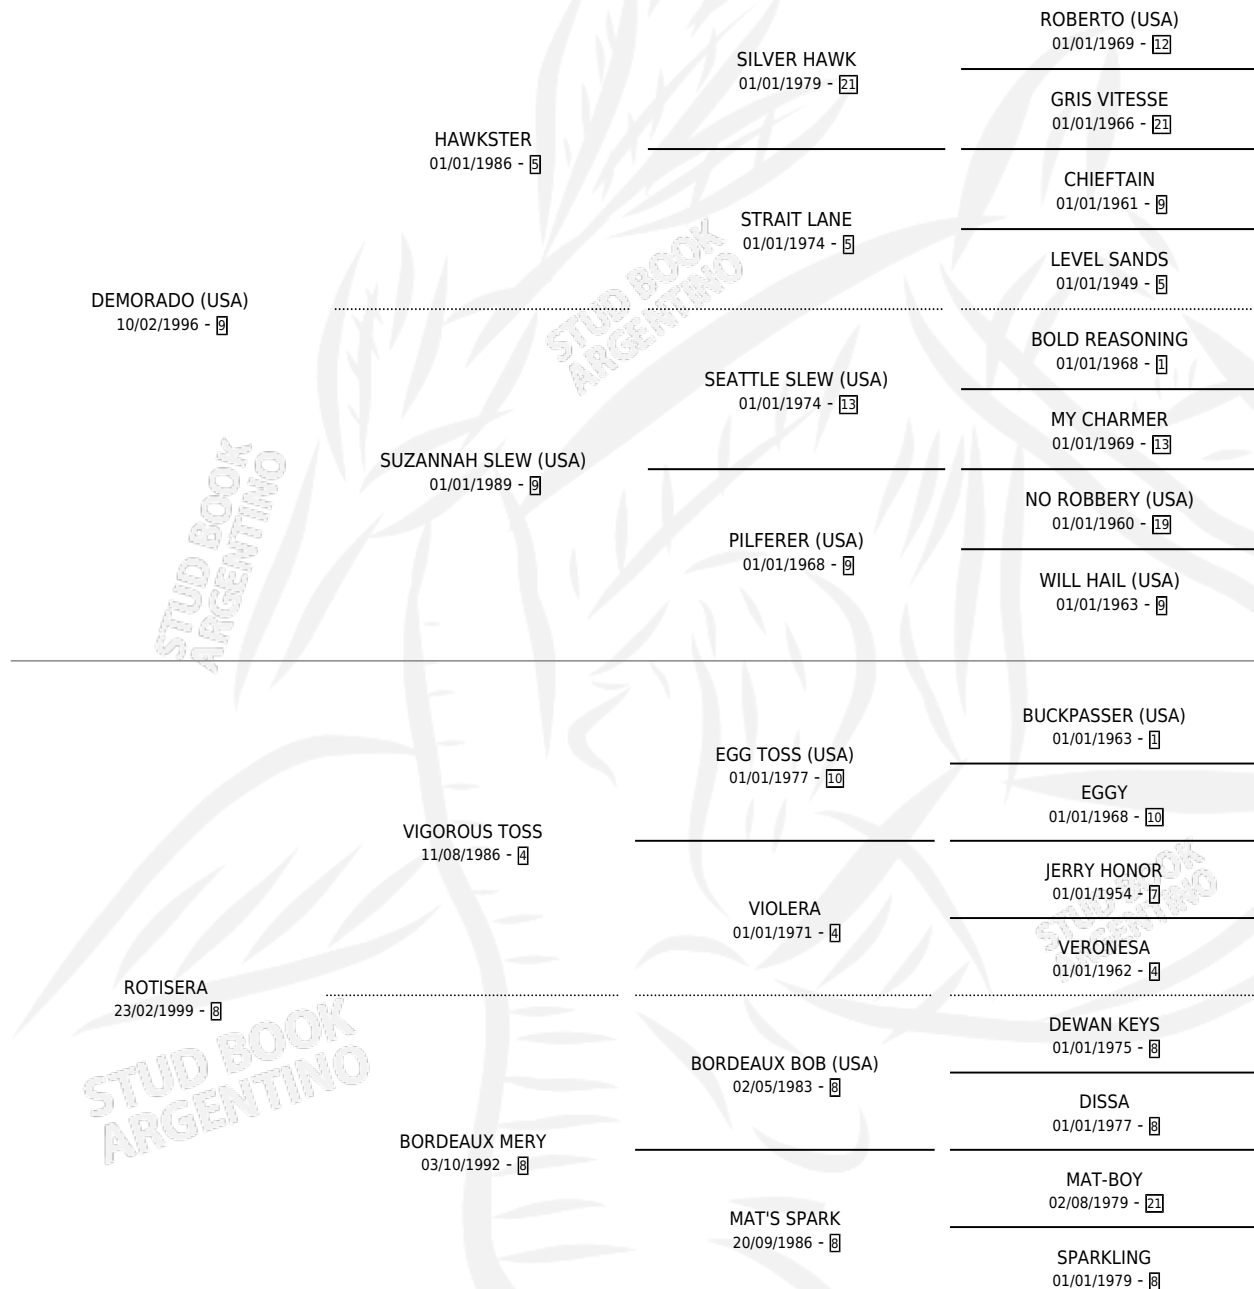 ROBERTO (USA)
01/01/1969 - 12
SILVER HAWK
01/01/1979 - 21
GRIS VITESSE
01/01/1966 - 21
HAWKSTER
01/01/1986 - 5
CHIEFTAIN
01/01/1961 - 9
STRAIT LANE
01/01/1974 - 5
LEVEL SANDS
01/01/1949 - 5
DEMORADO (USA)
10/02/1996 - 9
STUD BOOK
ARGENTINO
BOLD REASONING
01/01/1968 - 1
SEATTLE SLEW (USA)
01/01/1974 - 13
MY CHARMER
01/01/1969 - 13
SUZANNAH SLEW (USA)
01/01/1989 - 9
NO ROBBERY (USA)
01/01/1960 - 19
PILFERER (USA)
01/01/1968 - 9
WILL HAIL (USA)
01/01/1963 - 9
STUD BOOK
ARGENTINO
BUCKPASSER (USA)
01/01/1963 - 1
EGG TOSS (USA)
01/01/1977 - 10
EGGY
01/01/1968 - 10
VIGOROUS TOSS
11/08/1986 - 4
JERRY HONOR
01/01/1954 - 7
VIOLERA
01/01/1971 - 4
STUD BOOK
ARGENTINO
VERONESA
01/01/1962 - 4
ROTISERA
23/02/1999 - 8
DEWAN KEYS
01/01/1975 - 8
BORDEAUX BOB (USA)
02/05/1983 - 8
STUD BOOK
ARGENTINO
DISSA
01/01/1977 - 8
BORDEAUX MERY
03/10/1992 - 8
MAT-BOY
02/08/1979 - 21
MAT'S SPARK
20/09/1986 - 8
SPARKLING
01/01/1979 - 8